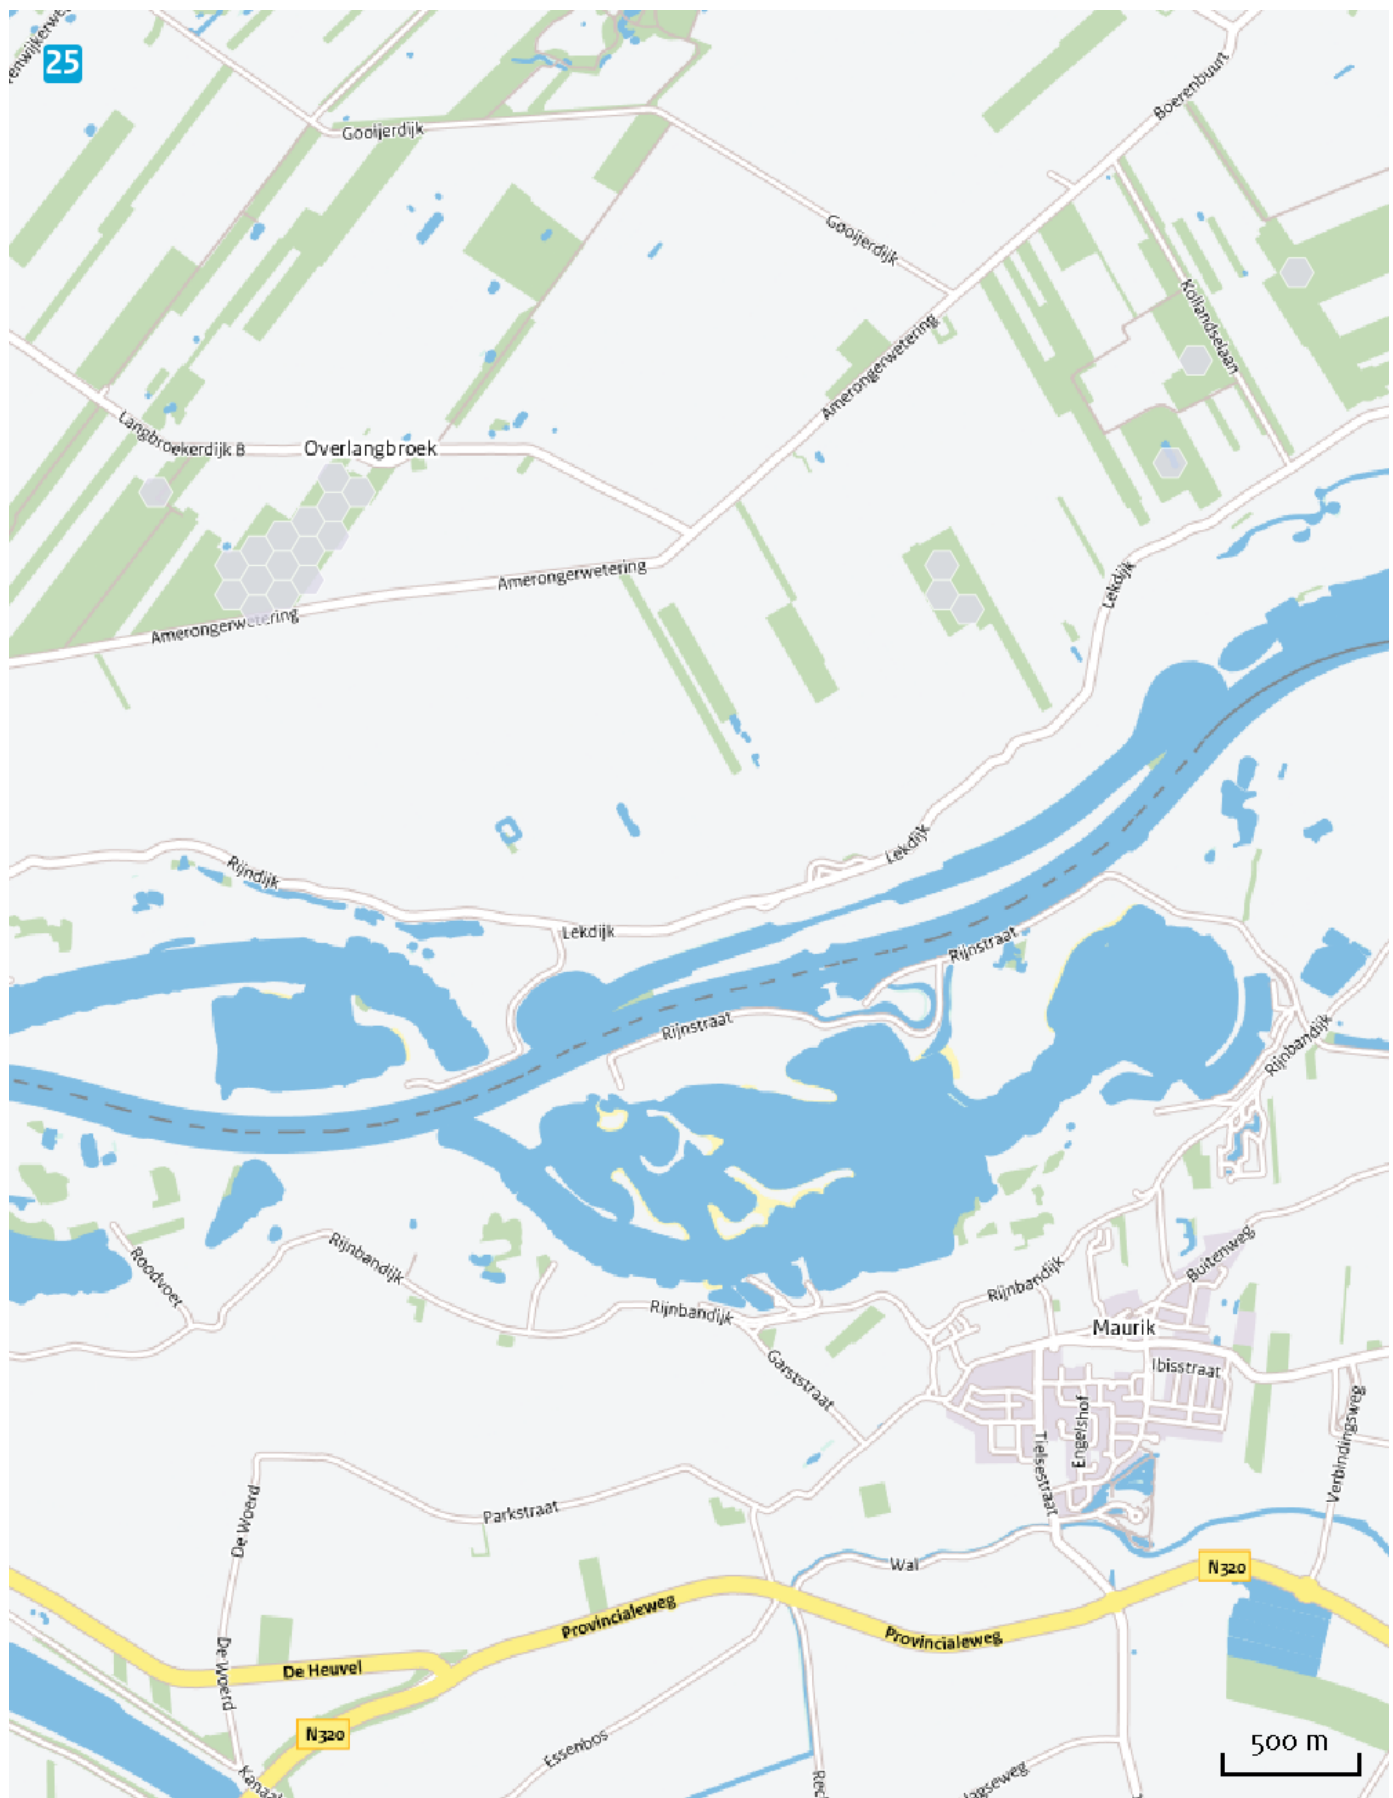 25
Boerenbuurt
Gooijerdijk
Gooijerdijk
Kollandselaan
Amerongerwetering
Langbroekerdijk B
Overlangbroek
Amerongerwetering
Lekdijk
Amerongerwetering
Lekdijk
Rijndijk
Lekdijk
Rijnstraat
Rijnstraat
Rijnbandijk
Buitenweg
Roodvoet
Rijnbandijk
Rijnbandijk
Rijnbandijk
Maurik
Garststraat
Ibisstraat
Engelshof
Verbindingsweg
Tielsestraat
Parkstraat
De Woerd
Wal
N320
Provincialeweg
Provincialeweg
De Woerd
De Heuvel
N320
500 m
Essenbos